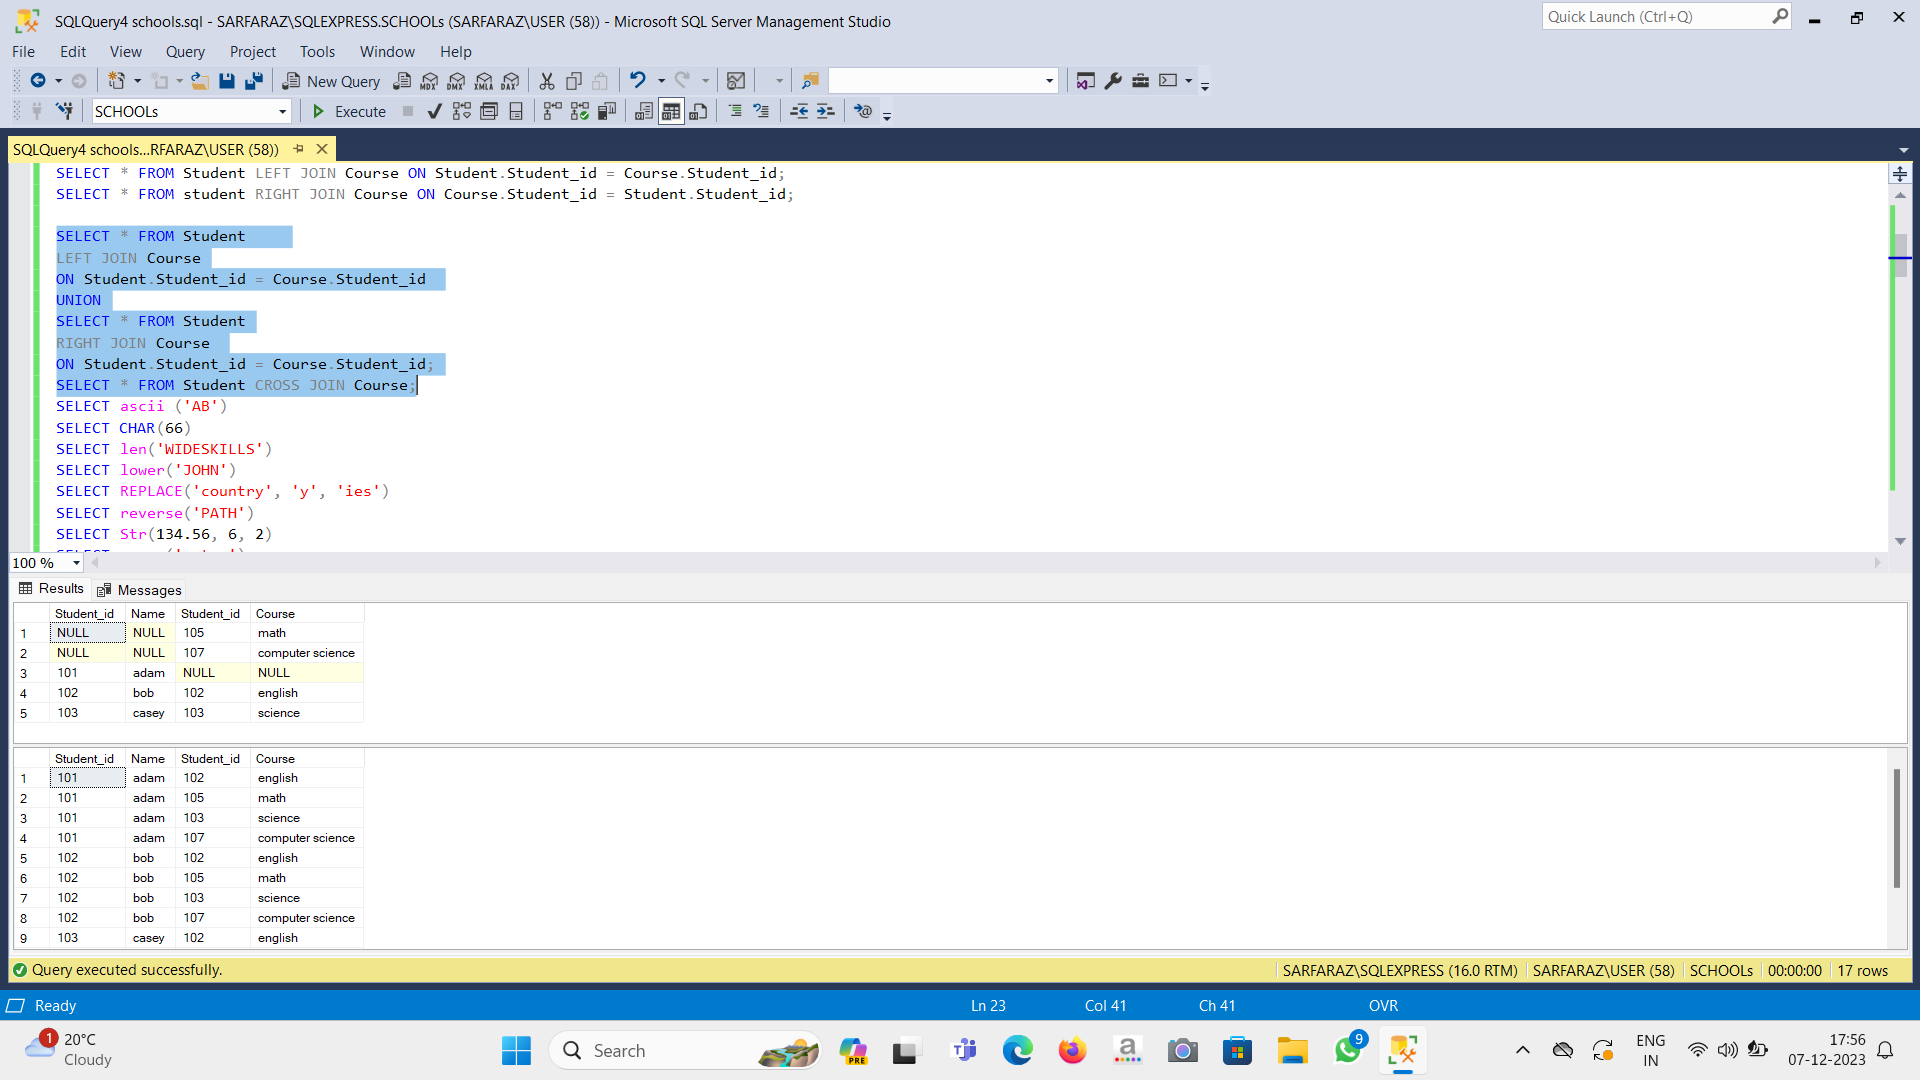 SQLQuery4 schools.sql - SARFARAZ\SQLEXPRESS.SCHOOLs (SARFARAZ\USER (58)) - Microsoft SQL Server Management Studio
Quick Launch (Ctrl+Q)
File Edit View Query Project Tools Window Help
New Query MDX DMX XMLA DAX
SCHOOLs Execute
SQLQuery4 schools...RFARAZ\USER (58))
SELECT * FROM Student LEFT JOIN Course ON Student.Student_id = Course.Student_id;
SELECT * FROM student RIGHT JOIN Course ON Course.Student_id = Student.Student_id;
SELECT * FROM Student
LEFT JOIN Course
ON Student.Student_id = Course.Student_id
UNION
SELECT * FROM Student
RIGHT JOIN Course
ON Student.Student_id = Course.Student_id;
SELECT * FROM Student CROSS JOIN Course;
SELECT ascii ('AB')
SELECT CHAR(66)
SELECT len('WIDESKILLS')
SELECT lower('JOHN')
SELECT REPLACE('country', 'y', 'ies')
SELECT reverse('PATH')
SELECT Str(134.56, 6, 2)
100 %
Results Messages
Student_id Name Student_id Course
1 NULL NULL 105 math
2 NULL NULL 107 computer science
3 101 adam NULL NULL
4 102 bob 102 english
5 103 casey 103 science
Student_id Name Student_id Course
1 101 adam 102 english
2 101 adam 105 math
3 101 adam 103 science
4 101 adam 107 computer science
5 102 bob 102 english
6 102 bob 105 math
7 102 bob 103 science
8 102 bob 107 computer science
9 103 casey 102 english
Query executed successfully. SARFARAZ\SQLEXPRESS (16.0 RTM) SARFARAZ\USER (58) SCHOOLs 00:00:00 17 rows
Ready Ln 23 Col 41 Ch 41 OVR
1 20°C
Cloudy
Search
PRE
9
ENG
IN
17:56
07-12-2023